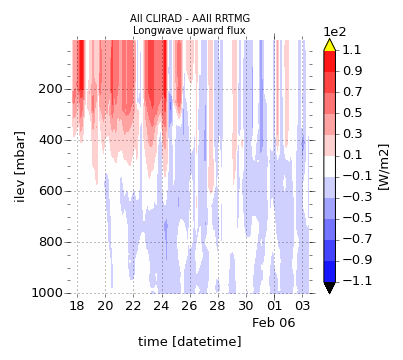 All CLIRAD - AAll RRTMG
Longwave upward flux
1e2
1.1
0.9
0.7
0.5
0.3
0.1
−0.1
−0.3
−0.5
−0.7
−0.9
−1.1
[W/m2]
ilev [mbar]
200
400
600
800
1000
18 20 22 24 26 28 30 01 03
Feb 06
time [datetime]